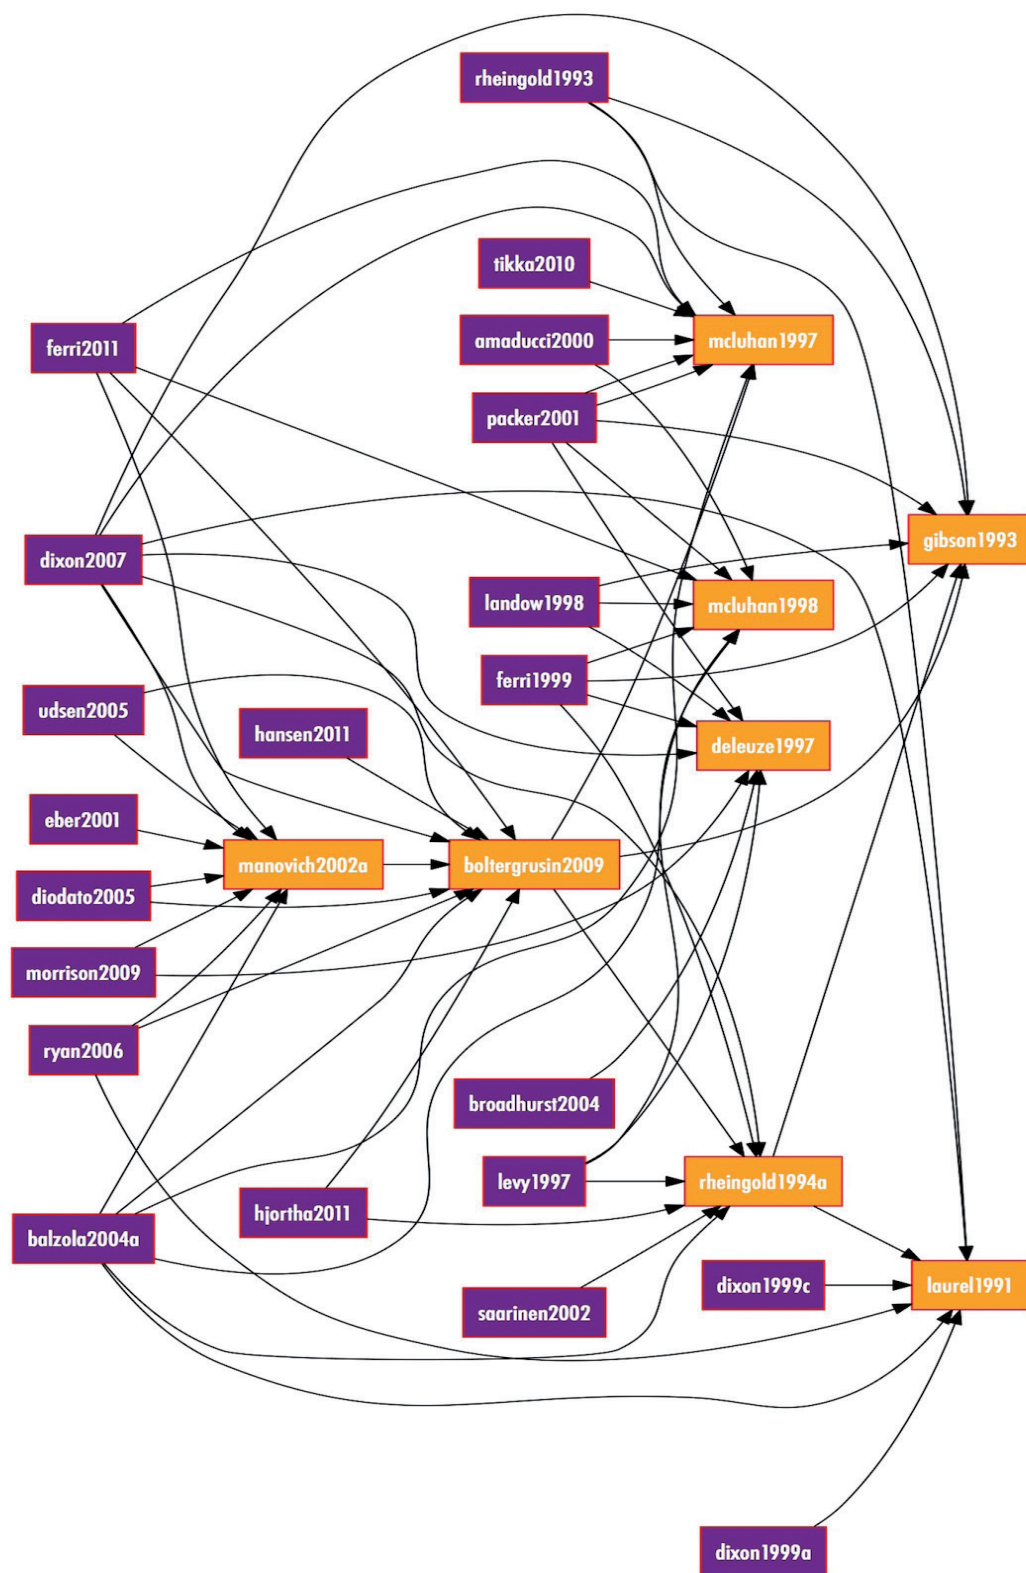 rheingold1993
tikka2010
ferri2011
amaducci2000
mcluhan1997
packer2001
dixon2007
gibson1993
landow1998
mcluhan1998
ferri1999
udsen2005
hansen2011
deleuze1997
eber2001
manovich2002a
boltergrusin2009
diodato2005
morrison2009
ryan2006
broadhurst2004
levy1997
rheingold1994a
balzola2004a
hjortha2011
saarinen2002
dixon1999c
laurel1991
dixon1999a